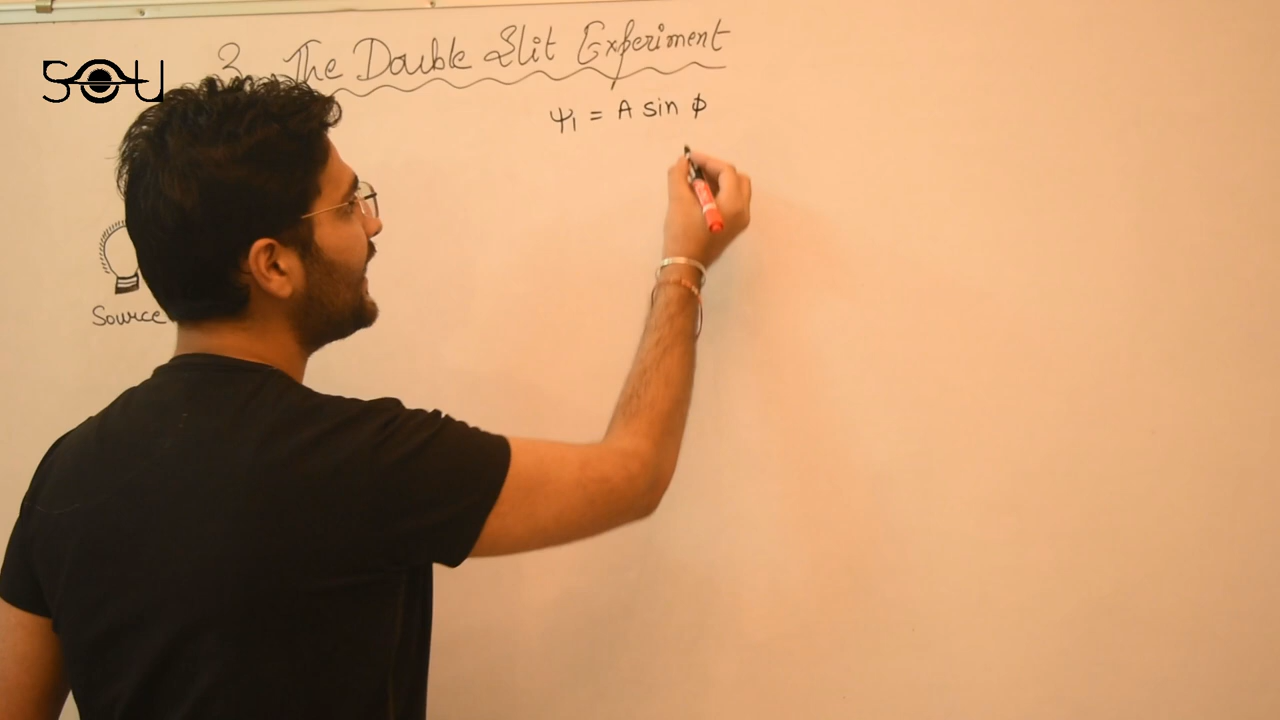 SOU
3. The Double Slit Experiment
ψ₁ = A sin φ
Source